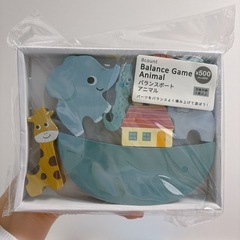 8count
Balance Game
Animal
バランスボート
アニマル
¥500
パーツをバランスよく積み上げて遊ぼう!